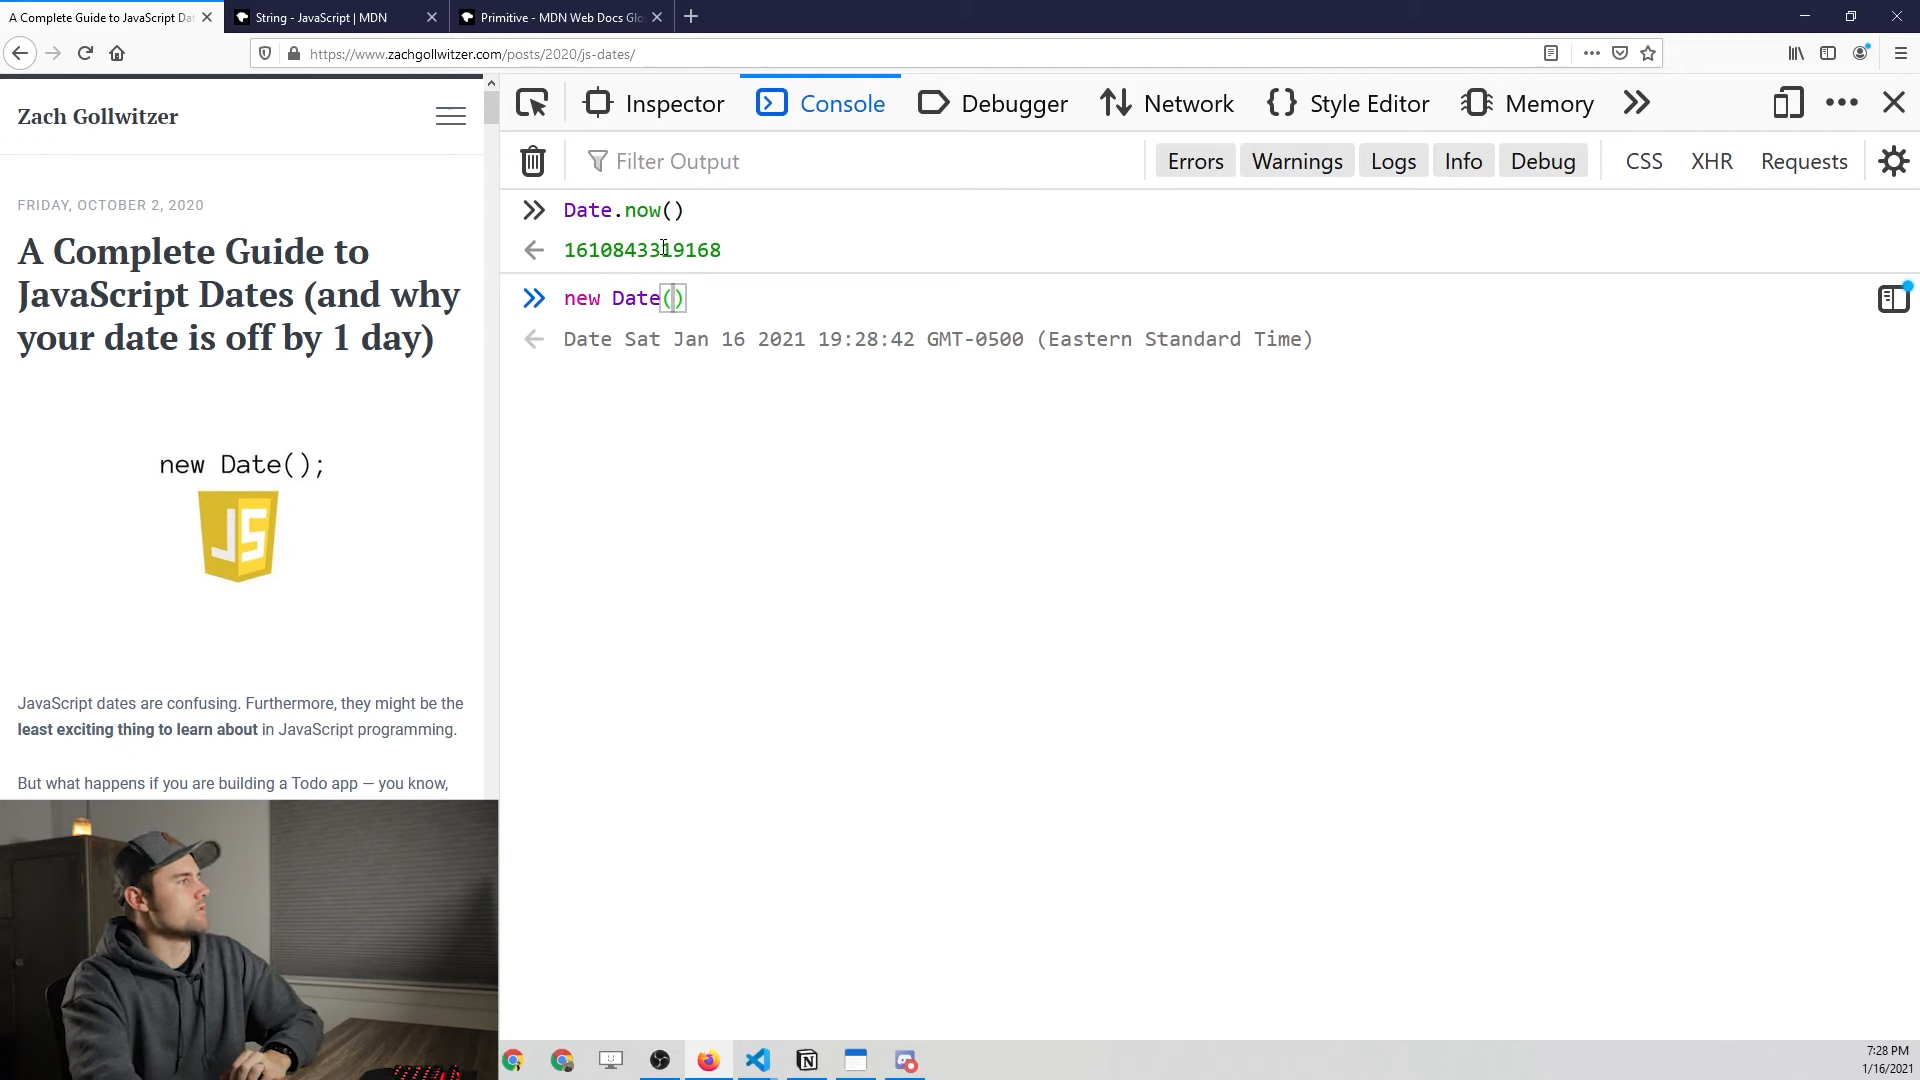 A Complete Guide to JavaScript Dat
String - JavaScript | MDN
Primitive - MDN Web Docs Glo
https://www.zachgollwitzer.com/posts/2020/js-dates/
Inspector
Console
Debugger
Network
Style Editor
Memory
Filter Output
Errors
Warnings
Logs
Info
Debug
CSS
XHR
Requests
Date.now()
1610843319168
new Date()
Date Sat Jan 16 2021 19:28:42 GMT-0500 (Eastern Standard Time)
Zach Gollwitzer
FRIDAY, OCTOBER 2, 2020
A Complete Guide to
JavaScript Dates (and why
your date is off by 1 day)
new Date();
JS
JavaScript dates are confusing. Furthermore, they might be the
least exciting thing to learn about in JavaScript programming.
But what happens if you are building a Todo app — you know,
7:28 PM
1/16/2021